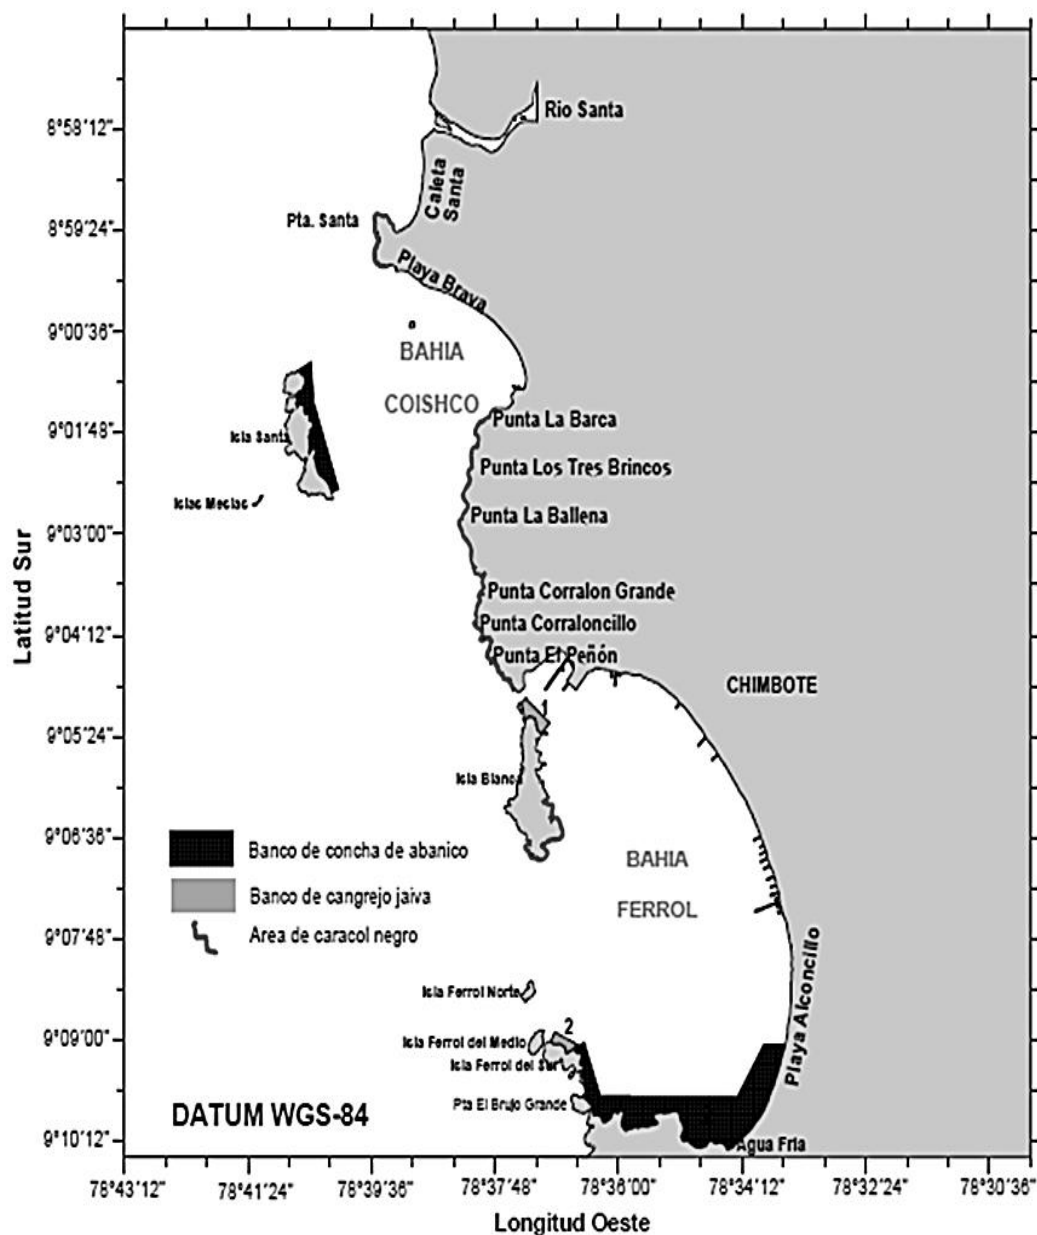 Rio Santa
8°58'12"
Caleta
Santa
Pta. Santa
8°59'24"
Playa Brava
9°00'36"
BAHIA
COISHCO
Punta La Barca
9°01'48"
Isla Santa
Punta Los Tres Brincos
Islas Mesias
Punta La Ballena
9°03'00"
Latitud Sur
Punta Corralon Grande
Punta Corraloncillo
9°04'12"
Punta El Peñón
CHIMBOTE
1
9°05'24"
Isla Blanca
9°06'36"
Banco de concha de abanico
BAHIA
Banco de cangrejo jaiva
FERROL
Area de caracol negro
9°07'48"
Playa Alconcillo
Isla Ferrol Norte
2
9°09'00"
Isla Ferrol del Medio
Isla Ferrol del Sur
Pta El Brujo Grande
DATUM WGS-84
9°10'12"
Agua Fria
78°43'12" 78°41'24" 78°39'36" 78°37'48" 78°36'00" 78°34'12" 78°32'24" 78°30'36"
Longitud Oeste